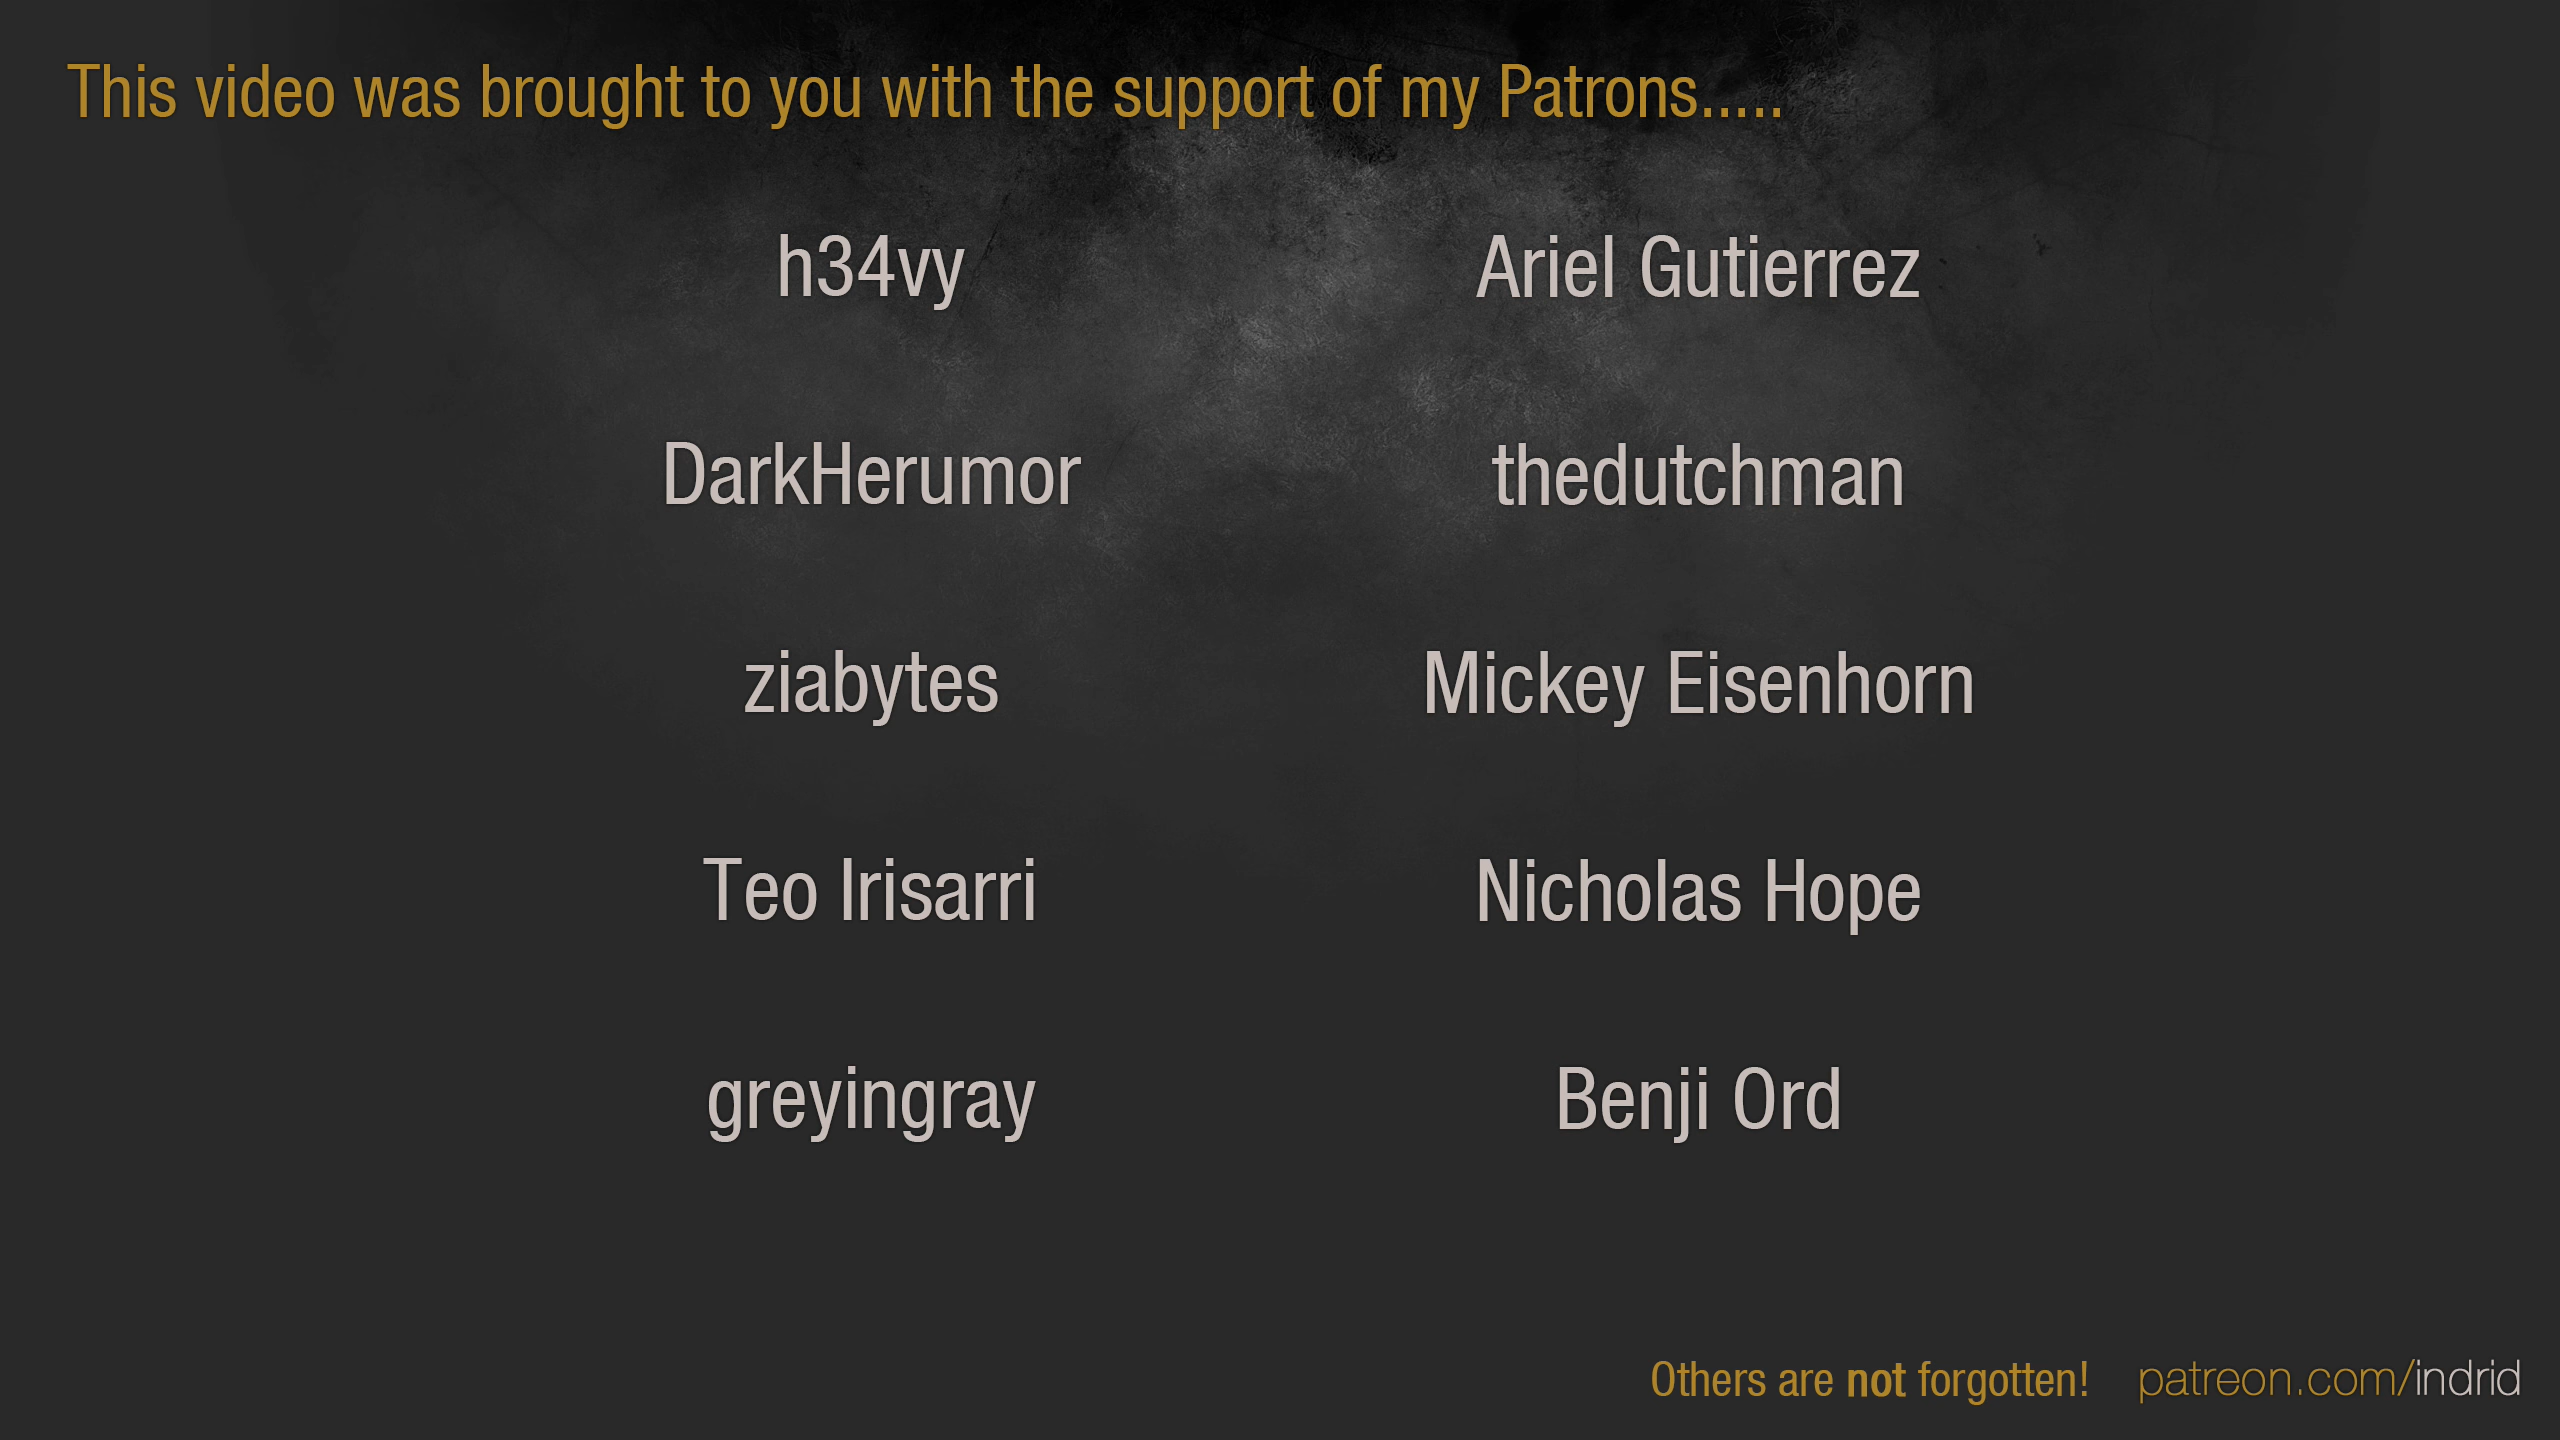 This video was brought to you with the support of my Patrons.....
h34vy
Ariel Gutierrez
DarkHerumor
thedutchman
ziabytes
Mickey Eisenhorn
Teo Irisarri
Nicholas Hope
greyingray
Benji Ord
Others are not forgotten! patreon.com/indrid